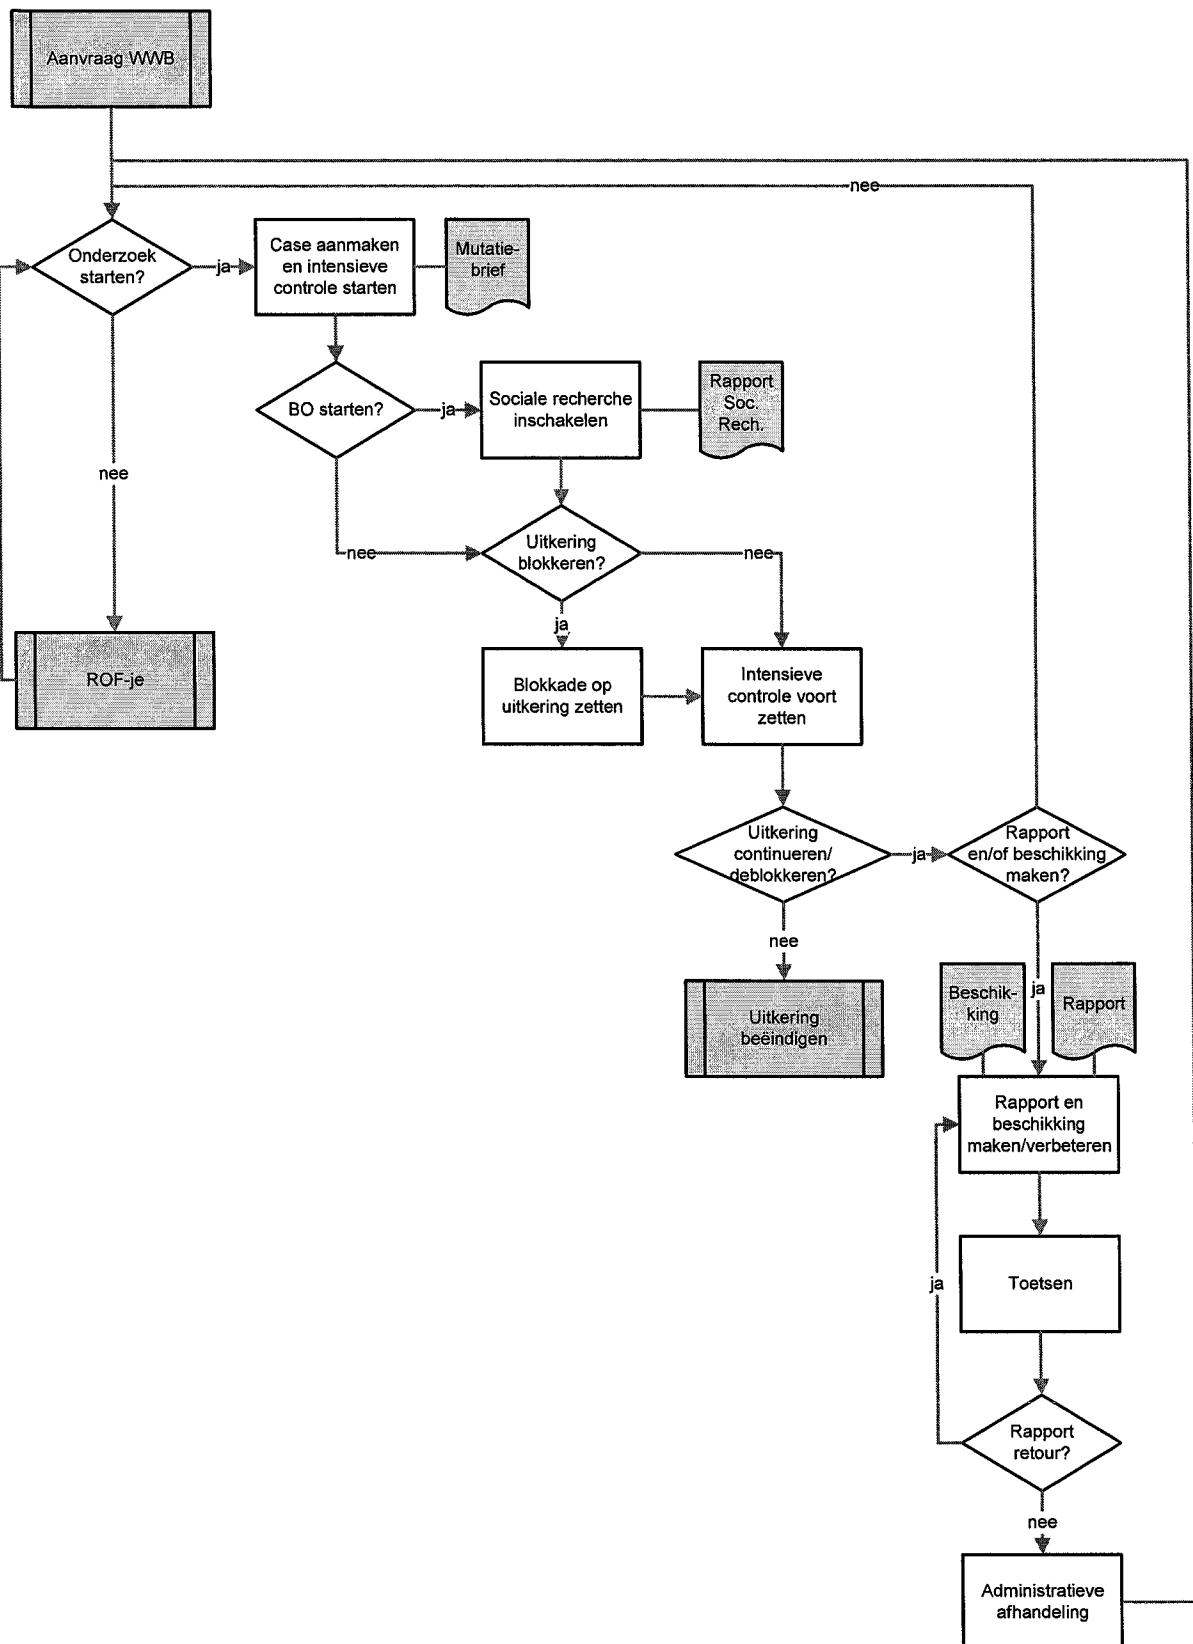 Aanvraag WWB
nee
Onderzoek
starten?
ja
Case aanmaken
en intensieve
controle starten
Mutatie-
brief
BO starten?
ja
Sociale recherche
inschakelen
Rapport
Soc.
Rech.
nee
nee
Uitkering
blokkeren?
nee
ja
ROF-je
Blokkade op
uitkering zetten
Intensieve
controle voort
zetten
Uitkering
continueren/
deblokkeren?
ja
Rapport
en/of beschikking
maken?
nee
ja
Uitkering
beëindigen
Beschik-
king
Rapport
Rapport en
beschikking
maken/verbeteren
Toetsen
ja
Rapport
retour?
nee
Administratieve
afhandeling